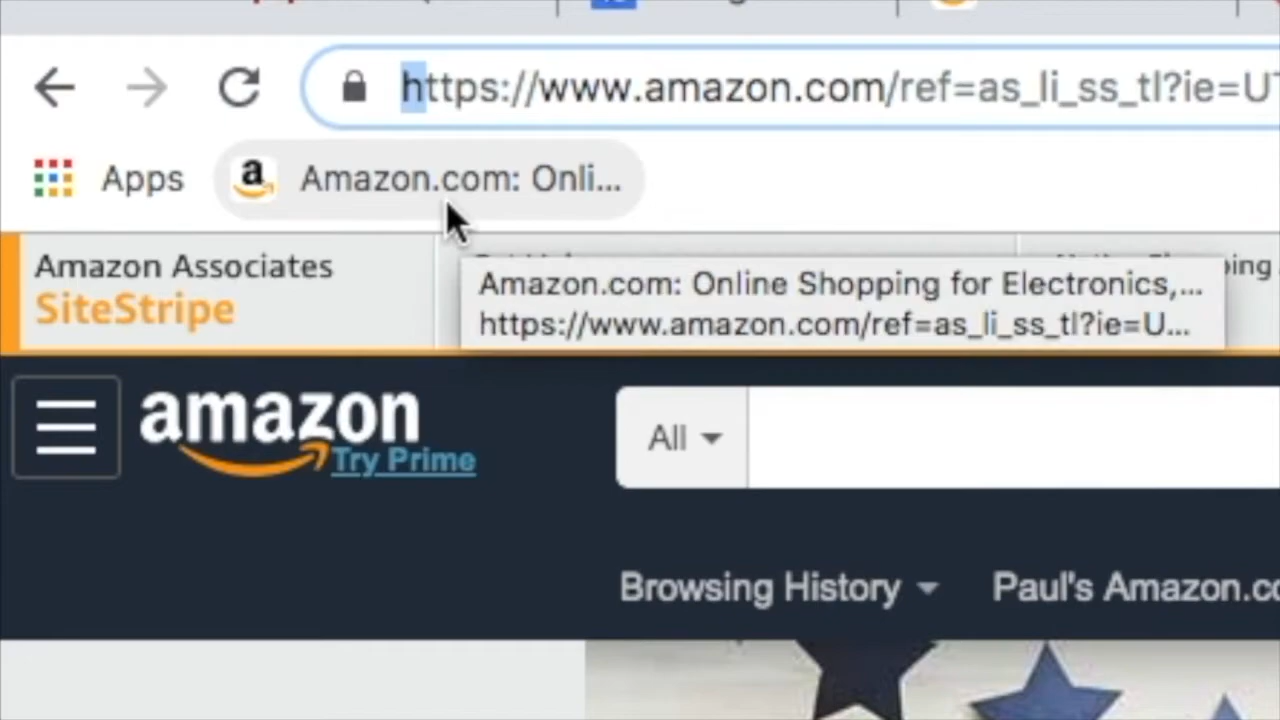 https://www.amazon.com/ref=as_li_ss_tl?ie=U
Apps
Amazon.com: Onli...
Amazon Associates
SiteStripe
Amazon.com: Online Shopping for Electronics,...
https://www.amazon.com/ref=as_li_ss_tl?ie=U...
amazon
Try Prime
All
Browsing History
Paul's Amazon.co